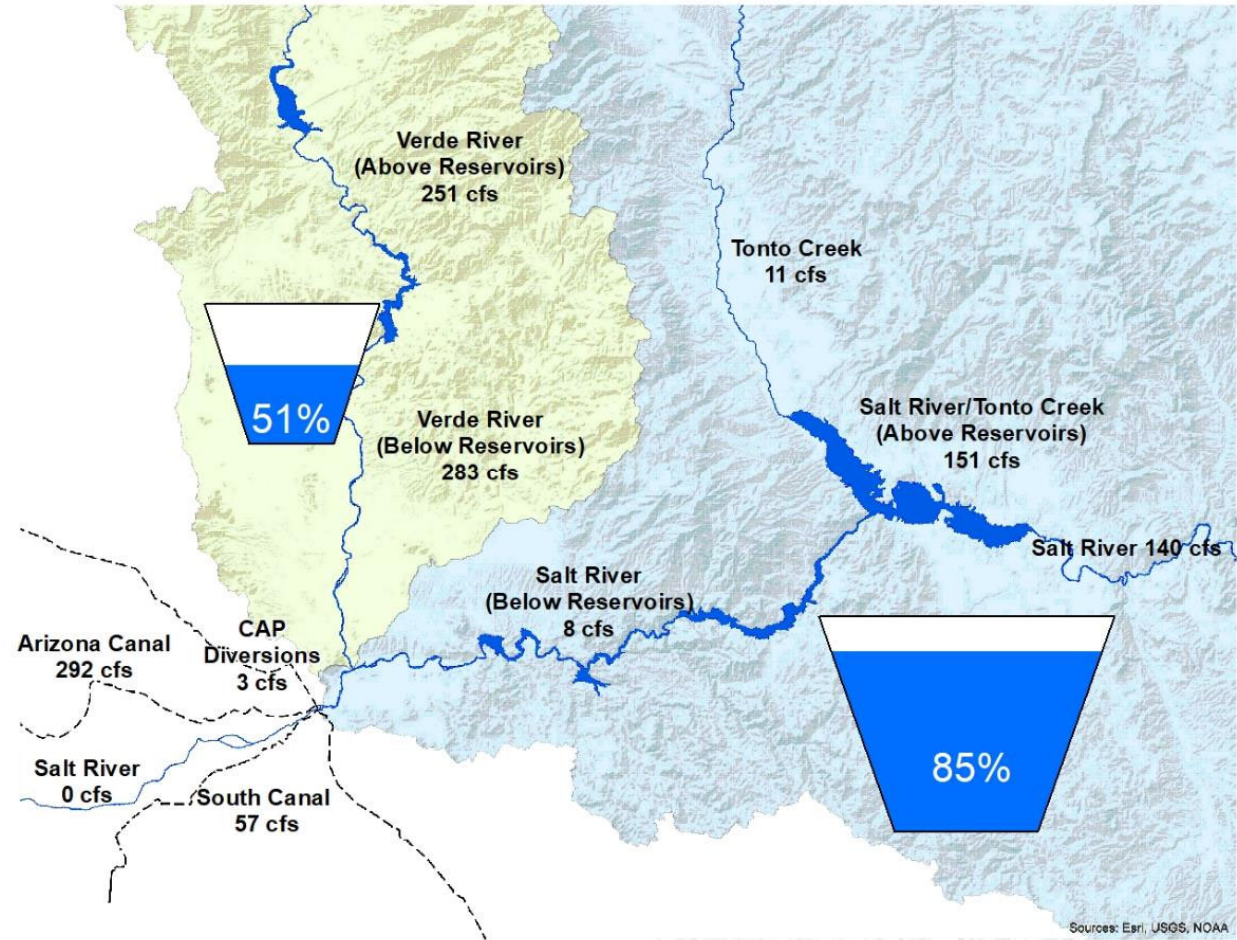 Verde River
(Above Reservoirs)
251 cfs
Tonto Creek
11 cfs
51%
Verde River
(Below Reservoirs)
283 cfs
Salt River/Tonto Creek
(Above Reservoirs)
151 cfs
Salt River 140 cfs
Salt River
(Below Reservoirs)
8 cfs
CAP
Diversions
3 cfs
Arizona Canal
292 cfs
Salt River
0 cfs
South Canal
57 cfs
85%
Sources: Esri, USGS, NOAA